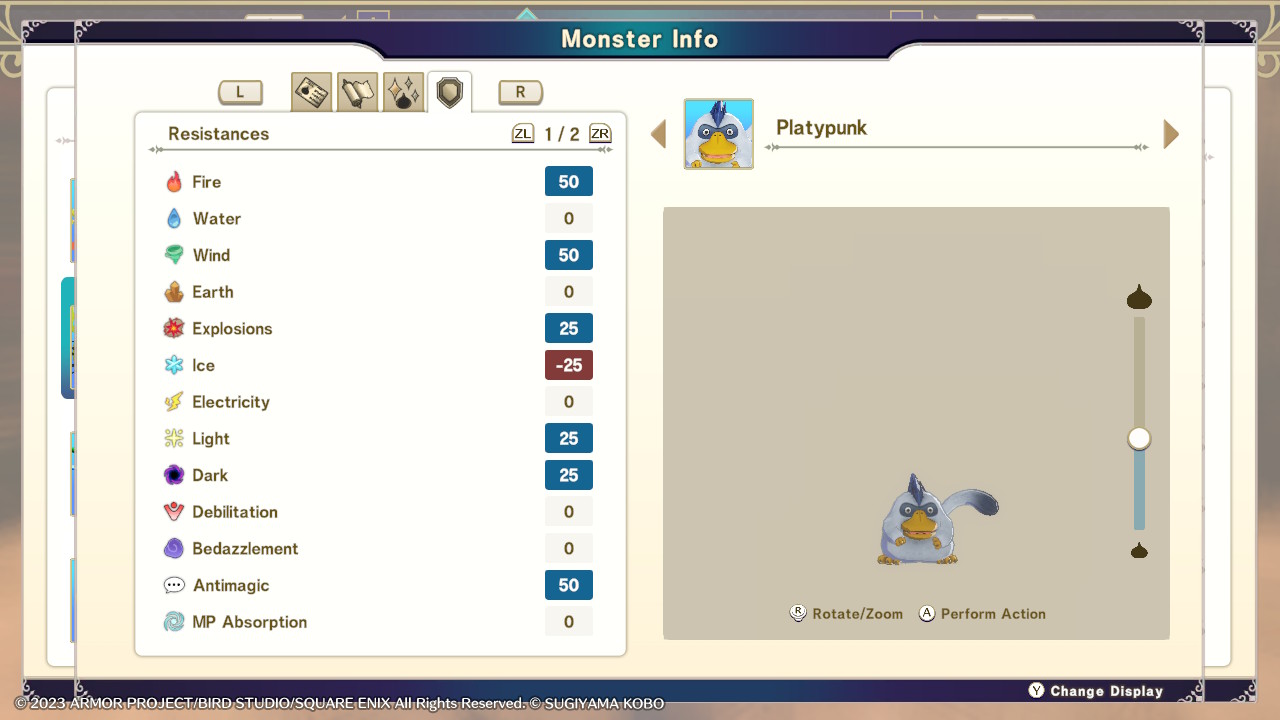 Monster Info
L
R
Resistances
ZL 1 / 2 ZR
Fire 50
Water 0
Wind 50
Earth 0
Explosions 25
Ice -25
Electricity 0
Light 25
Dark 25
Debilitation 0
Bedazzlement 0
Antimagic 50
MP Absorption 0
Platypunk
R Rotate/Zoom A Perform Action
Y Change Display
© 2023 ARMOR PROJECT/BIRD STUDIO/SQUARE ENIX All Rights Reserved. © SUGIYAMA KOBO